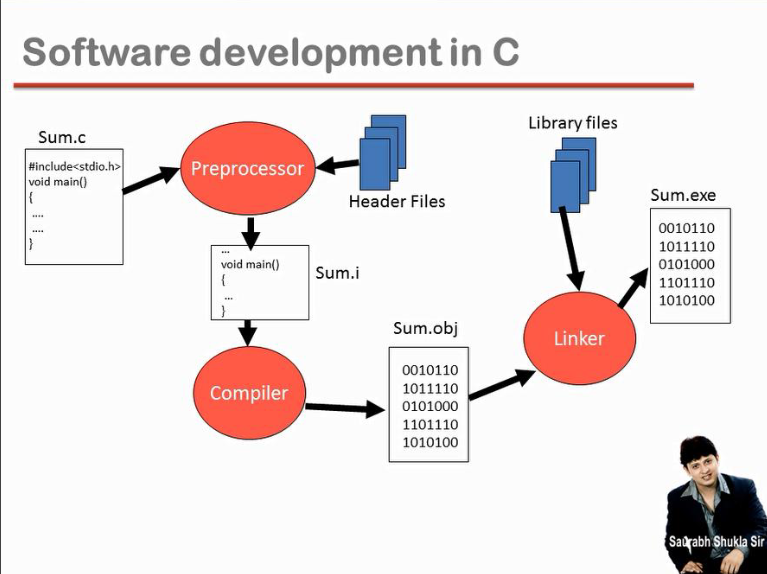 Software development in C
Sum.c
#include<stdio.h>
void main()
{
....
....
}
Preprocessor
Header Files
Library files
Sum.exe
0010110
1011110
0101000
1101110
1010100
...
void main()
{
...
}
Sum.i
Compiler
Sum.obj
0010110
1011110
0101000
1101110
1010100
Linker
Saurabh Shukla Sir